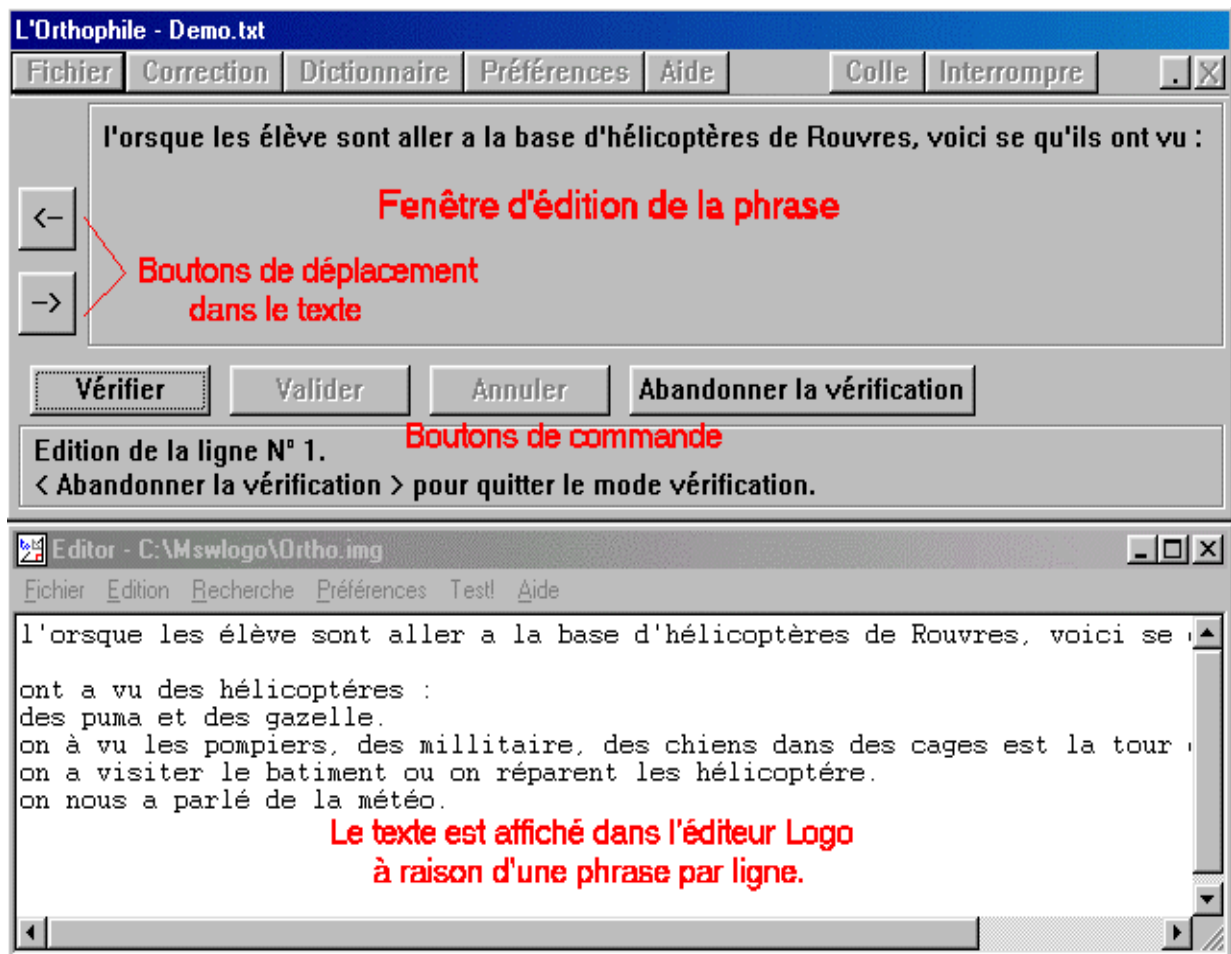 L'Orthophile - Demo.txt
Fichier Correction Dictionnaire Préférences Aide Colle Interrompre . X
l'orsque les élève sont aller a la base d'hélicoptères de Rouvres, voici se qu'ils ont vu :
Fenêtre d'édition de la phrase
<-
Boutons de déplacement
->
dans le texte
Vérifier Valider Annuler Abandonner la vérification
Boutons de commande
Edition de la ligne N° 1.
< Abandonner la vérification > pour quitter le mode vérification.
Editor - C:\Mswlogo\Ortho.img
Fichier Edition Recherche Préférences Test! Aide
l'orsque les élève sont aller a la base d'hélicoptères de Rouvres, voici se
ont a vu des hélicoptéres :
des puma et des gazelle.
on à vu les pompiers, des millitaire, des chiens dans des cages est la tour
on a visiter le batiment ou on réparent les hélicoptére.
on nous a parlé de la météo.
Le texte est affiché dans l'éditeur Logo
à raison d'une phrase par ligne.